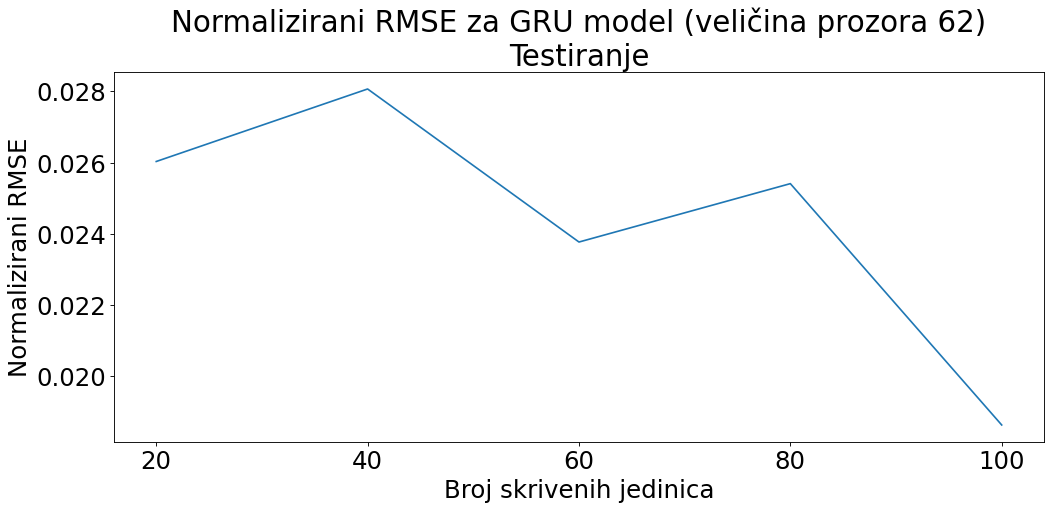 Normalizirani RMSE za GRU model (veličina prozora 62)
Testiranje
Normalizirani RMSE
0.028
0.026
0.024
0.022
0.020
20 40 60 80 100
Broj skrivenih jedinica